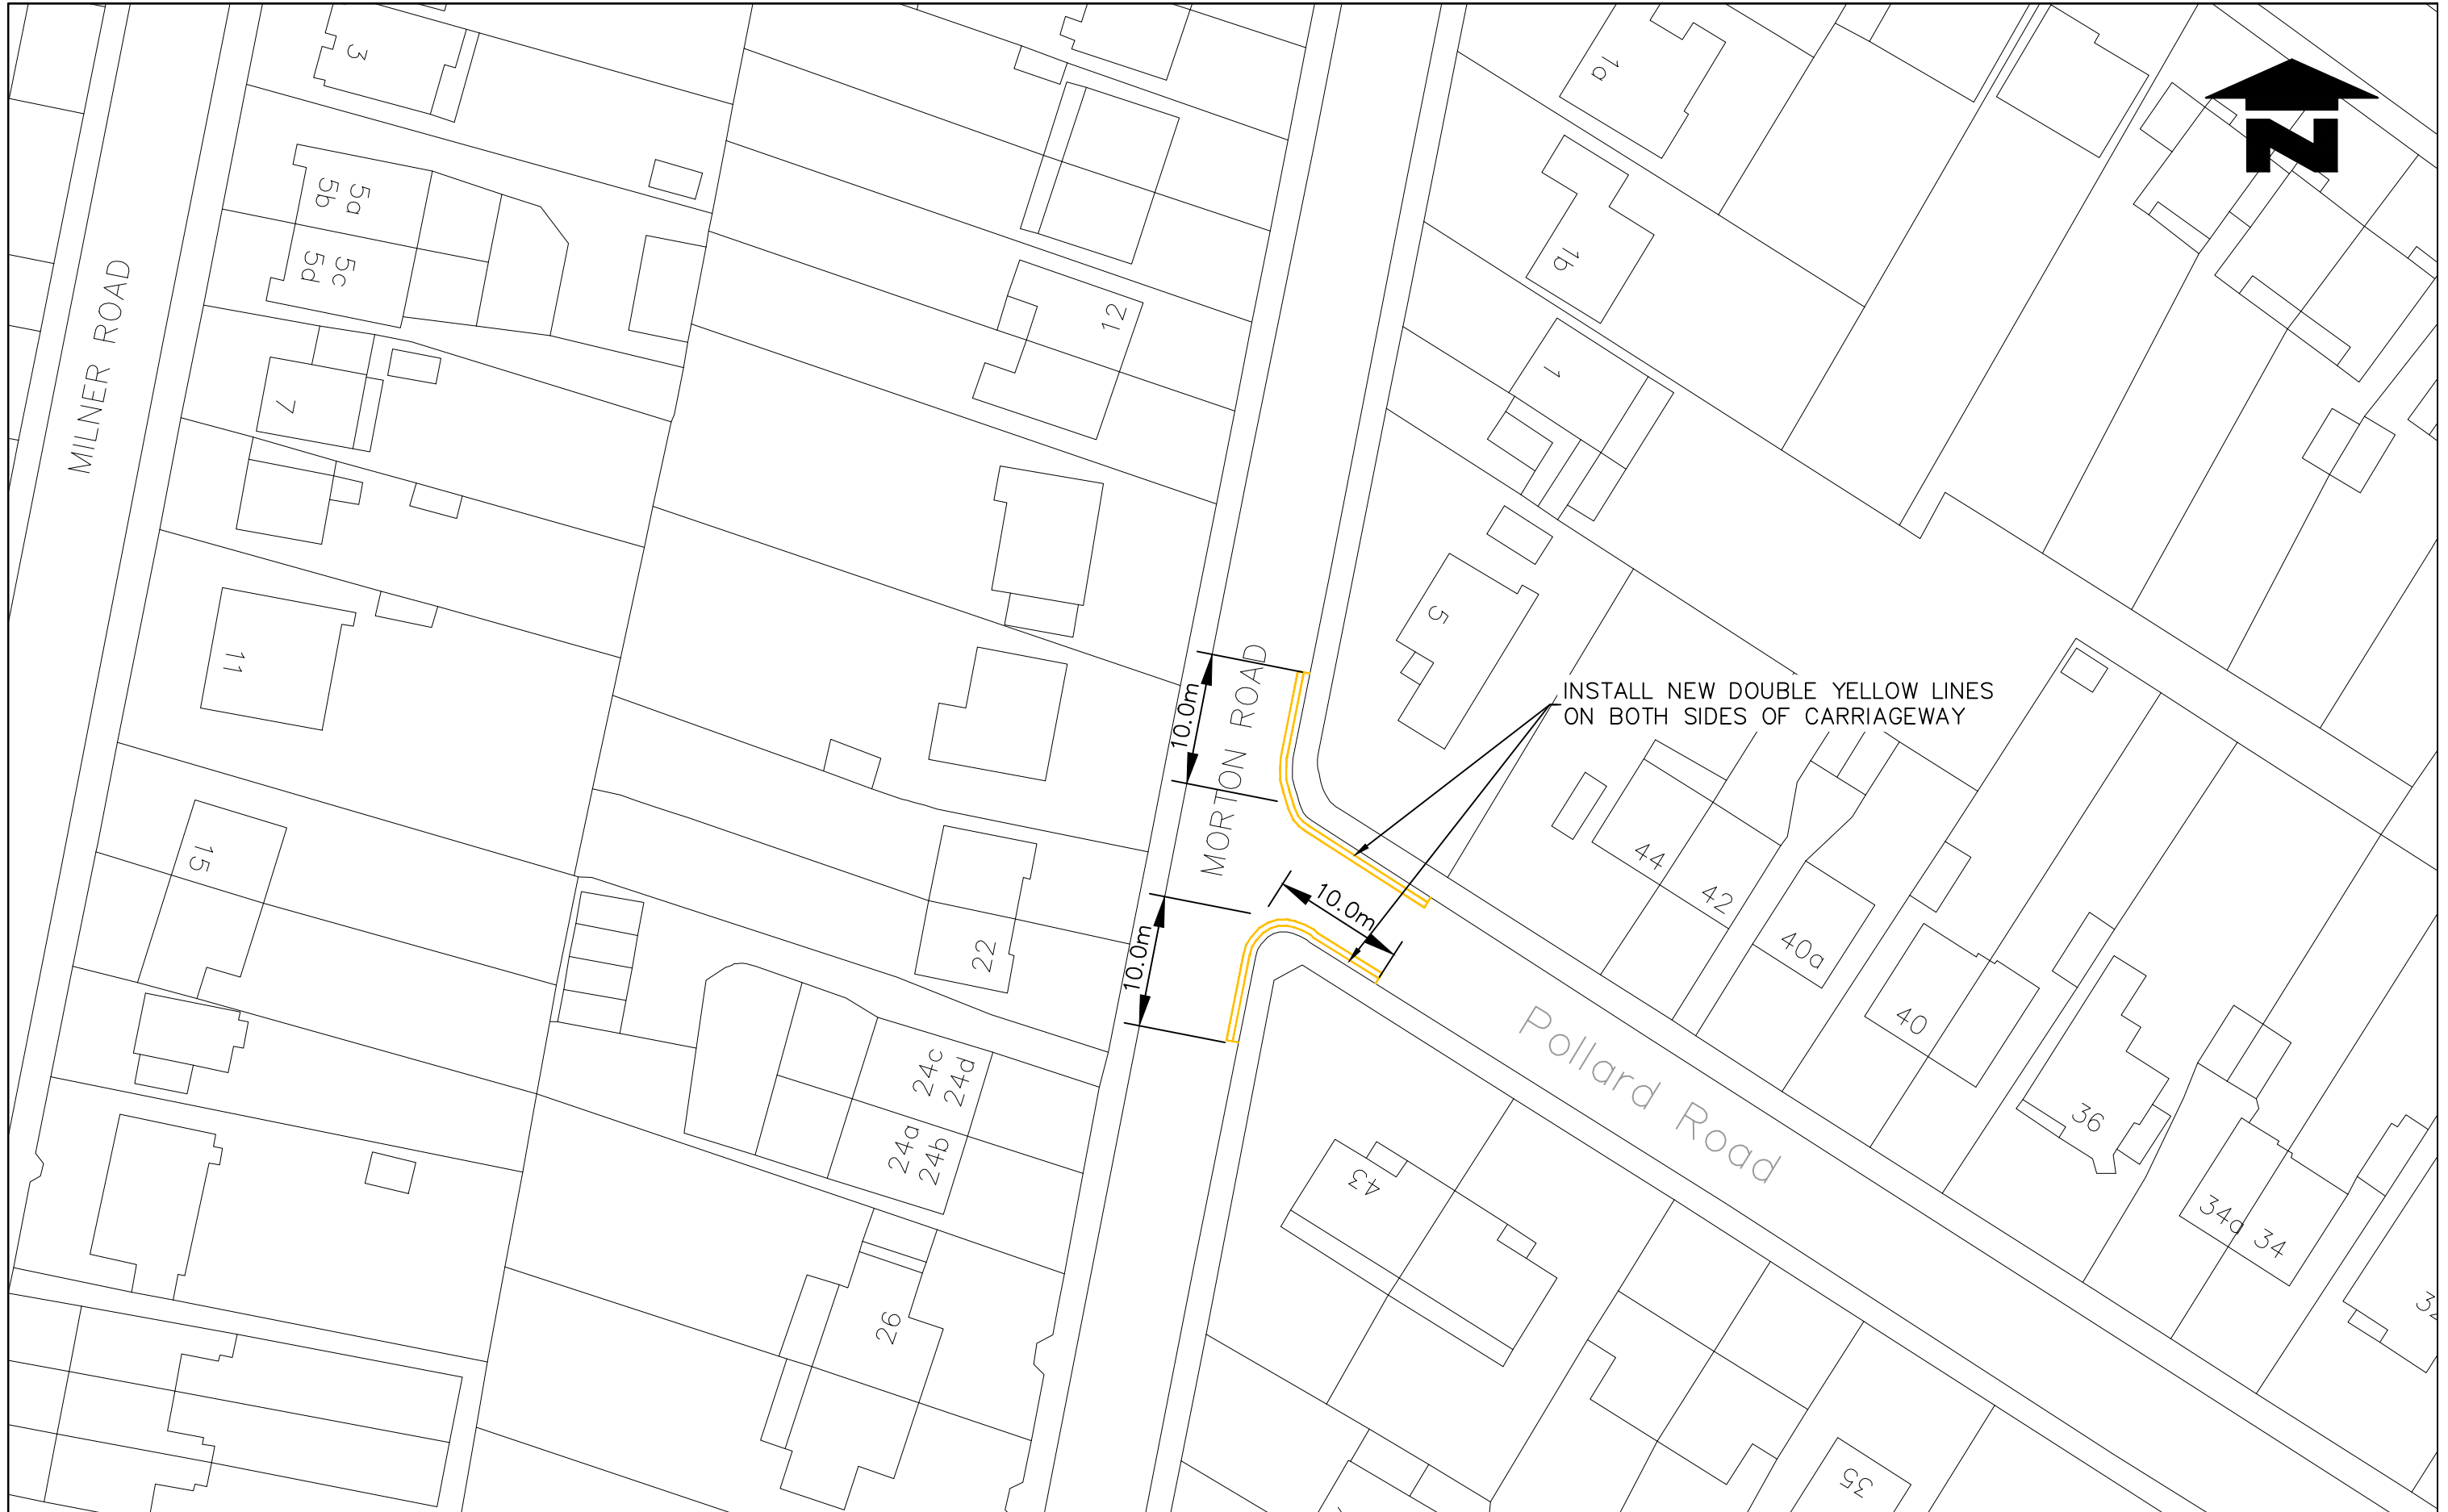 3
1a
N
5a
5b
5c
5d
1b
MILNER ROAD
12
1
7
5
11
INSTALL NEW DOUBLE YELLOW LINES
ON BOTH SIDES OF CARRIAGEWAY
10.0m
MORTON ROAD
15
44
42
10.0m
40a
22
10.0m
40
Pollard Road
24c
24d
36
24a
24b
43
34a
34
26
35